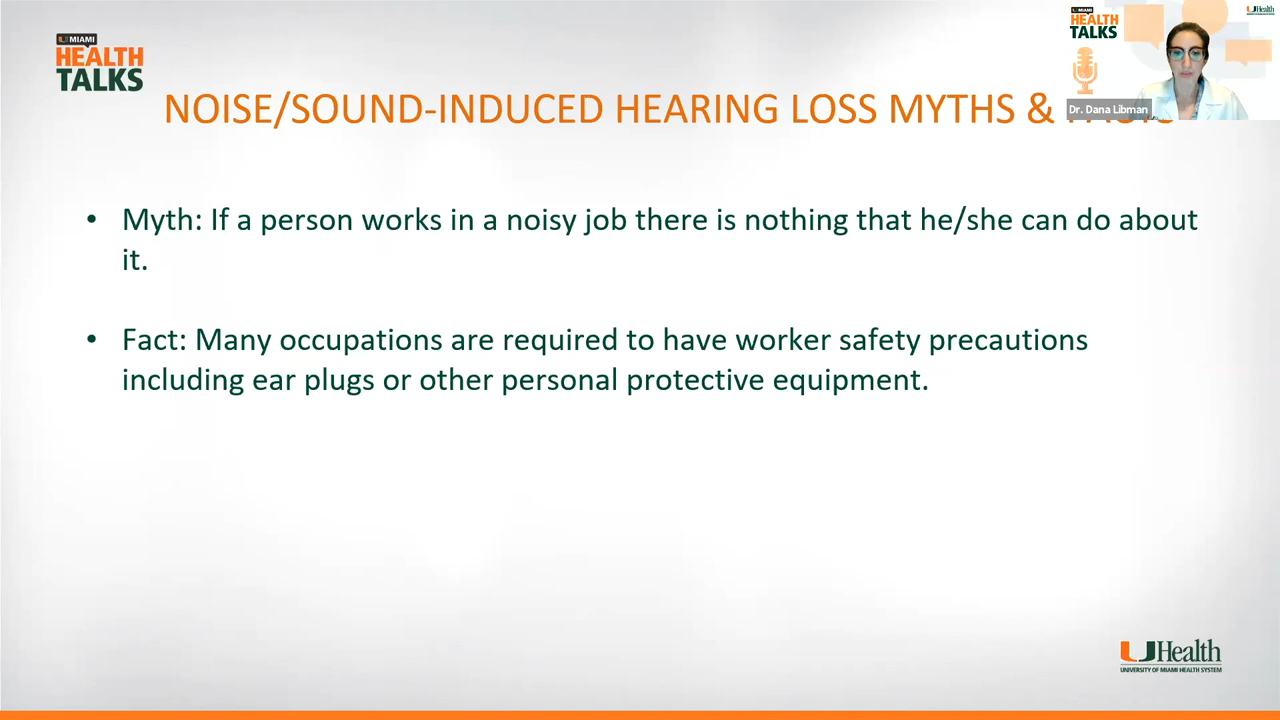 U MIAMI
HEALTH
TALKS
NOISE/SOUND-INDUCED HEARING LOSS MYTHS &
MIAMI
HEALTH
TALKS
Dr. Dana Libman
UHealth
• Myth: If a person works in a noisy job there is nothing that he/she can do about
it.
• Fact: Many occupations are required to have worker safety precautions
including ear plugs or other personal protective equipment.
UHealth
UNIVERSITY OF MIAMI HEALTH SYSTEM